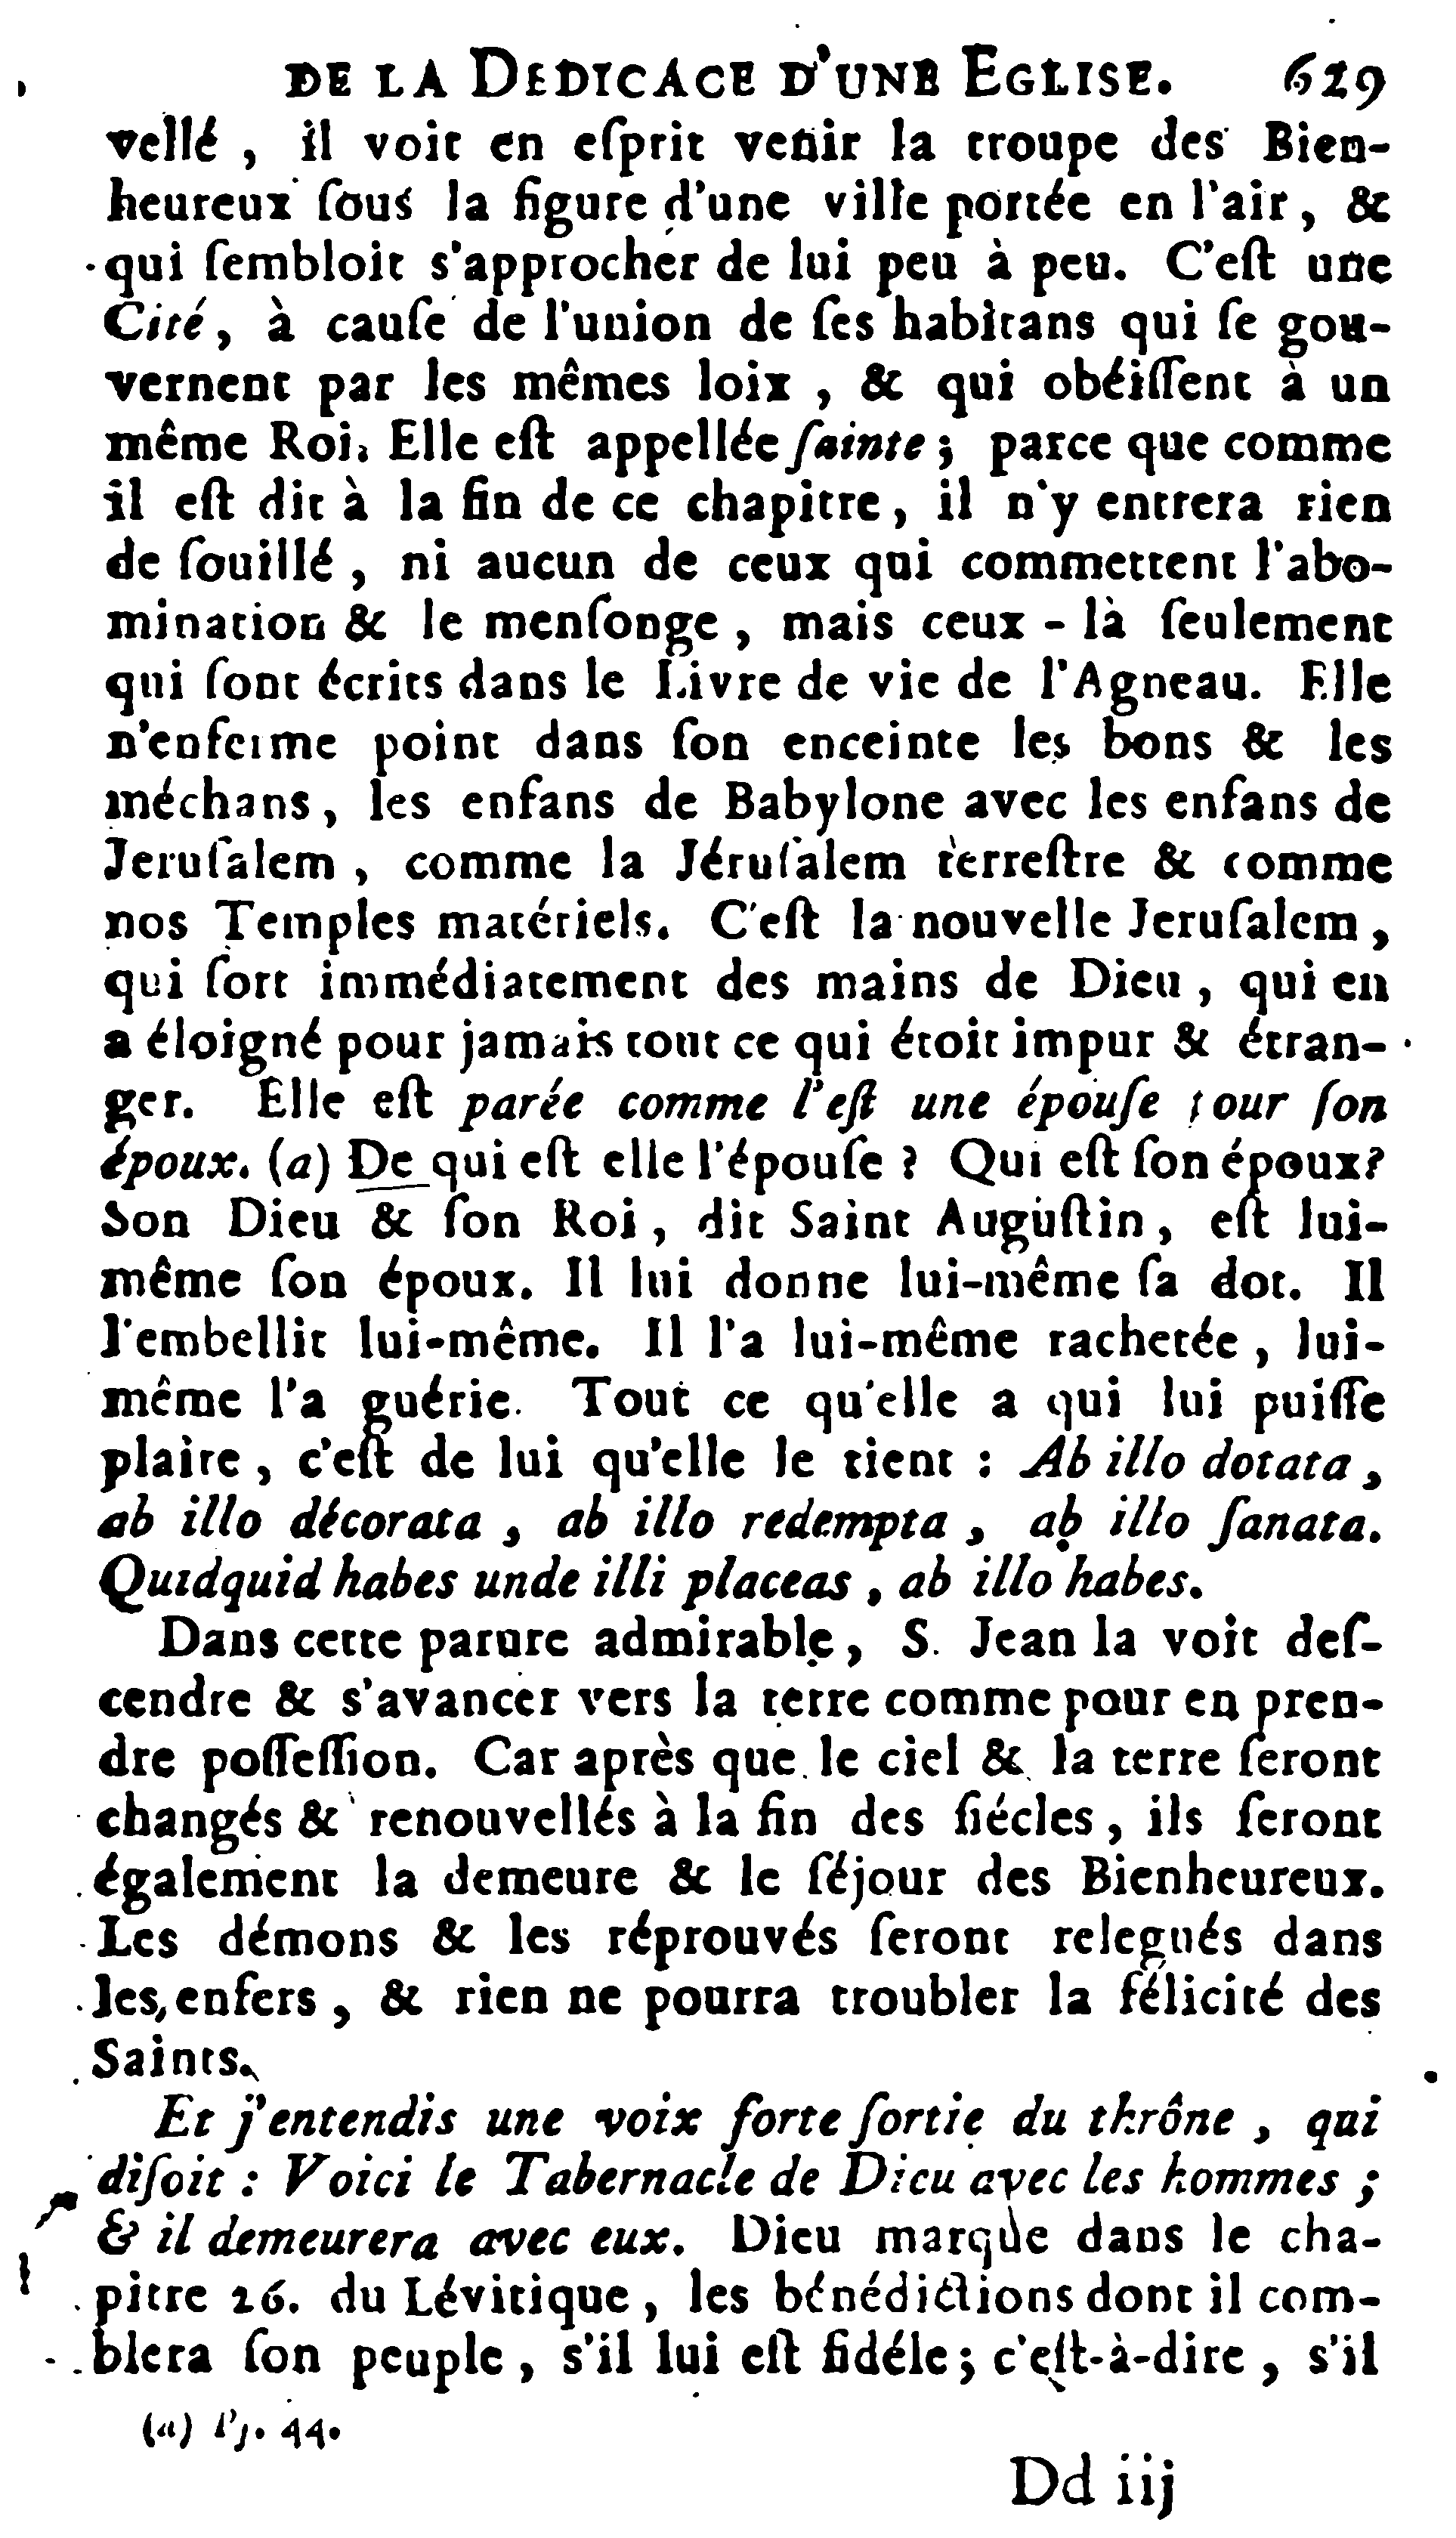 DE LA DEDICACE D'UNE EGLISE. 629
vellé , il voit en eſprit venir la troupe des Bien-
heureux ſous la figure d'une ville portée en l'air, &
qui ſembloit s'approcher de lui peu à peu. C'eſt une
Cité, à cauſe de l'union de ſes habitans qui ſe gou-
vernent par les mêmes loix , & qui obéiſſent à un
même Roi. Elle eſt appellée ſainte ; parce que comme
il eſt dit à la fin de ce chapitre, il n'y entrera rien
de ſouillé , ni aucun de ceux qui commettent l'abo-
mination & le menſonge , mais ceux - là ſeulement
qui ſont écrits dans le Livre de vie de l'Agneau. Elle
n'enferme point dans ſon enceinte les bons & les
méchans, les enfans de Babylone avec les enfans de
Jeruſalem , comme la Jéruſalem terreſtre & comme
nos Temples matériels. C'eſt la nouvelle Jeruſalem ,
qui ſort immédiatement des mains de Dieu , qui en
a éloigné pour jamais tout ce qui étoit impur & étran-
ger. Elle eſt parée comme l'eſt une épouſe pour ſon
époux. (a) De qui eſt elle l'épouſe ? Qui eſt ſon époux?
Son Dieu & ſon Roi, dit Saint Auguſtin, eſt lui-
même ſon époux. Il lui donne lui-même ſa dot. Il
l'embellit lui-même. Il l'a lui-même rachetée , lui-
même l'a guérie. Tout ce qu'elle a qui lui puiſſe
plaire , c'eſt de lui qu'elle le tient : Ab illo dotata ,
ab illo décorata , ab illo redempta , ab illo ſanata.
Quidquid habes unde illi placeas , ab illo habes.
Dans cette parure admirable, S. Jean la voit deſ-
cendre & s'avancer vers la terre comme pour en pren-
dre poſſeſſion. Car après que le ciel & la terre ſeront
changés & renouvellés à la fin des ſiécles, ils ſeront
également la demeure & le ſéjour des Bienheureux.
Les démons & les réprouvés ſeront relegués dans
les enfers , & rien ne pourra troubler la félicité des
Saints.
Et j'entendis une voix forte ſortie du thrône , qui
diſoit : Voici le Tabernacle de Dieu avec les hommes ;
& il demeurera avec eux. Dieu marque dans le cha-
pitre 26. du Lévitique , les bénédictions dont il com-
blera ſon peuple , s'il lui eſt fidéle ; c'eſt-à-dire , s'il
(a) Pſ. 44.
Dd iij